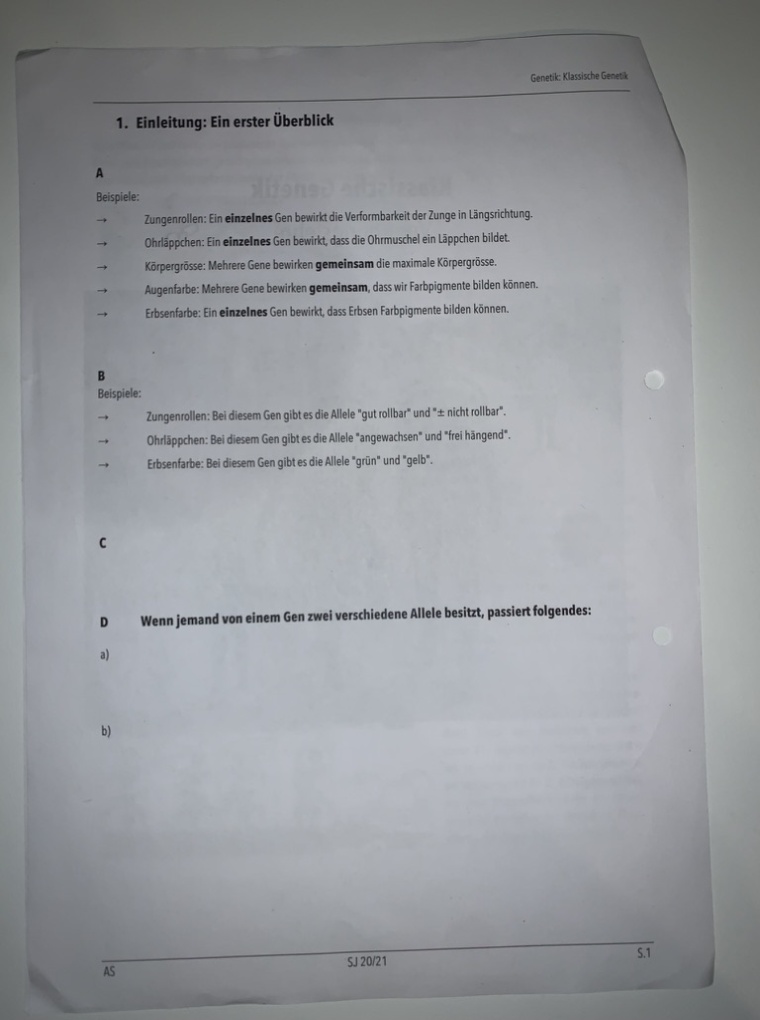 Genetik: Klassische Genetik
1. Einleitung: Ein erster Überblick
A
Beispiele:
→ Zungenrollen: Ein einzelnes Gen bewirkt die Verformbarkeit der Zunge in Längsrichtung.
→ Ohrläppchen: Ein einzelnes Gen bewirkt, dass die Ohrmuschel ein Läppchen bildet.
→ Körpergrösse: Mehrere Gene bewirken gemeinsam die maximale Körpergrösse.
→ Augenfarbe: Mehrere Gene bewirken gemeinsam, dass wir Farbpigmente bilden können.
→ Erbsenfarbe: Ein einzelnes Gen bewirkt, dass Erbsen Farbpigmente bilden können.
B
Beispiele:
→ Zungenrollen: Bei diesem Gen gibt es die Allele "gut rollbar" und "± nicht rollbar".
→ Ohrläppchen: Bei diesem Gen gibt es die Allele "angewachsen" und "frei hängend".
→ Erbsenfarbe: Bei diesem Gen gibt es die Allele "grün" und "gelb".
C
D Wenn jemand von einem Gen zwei verschiedene Allele besitzt, passiert folgendes:
a)
b)
AS SJ 20/21 S.1